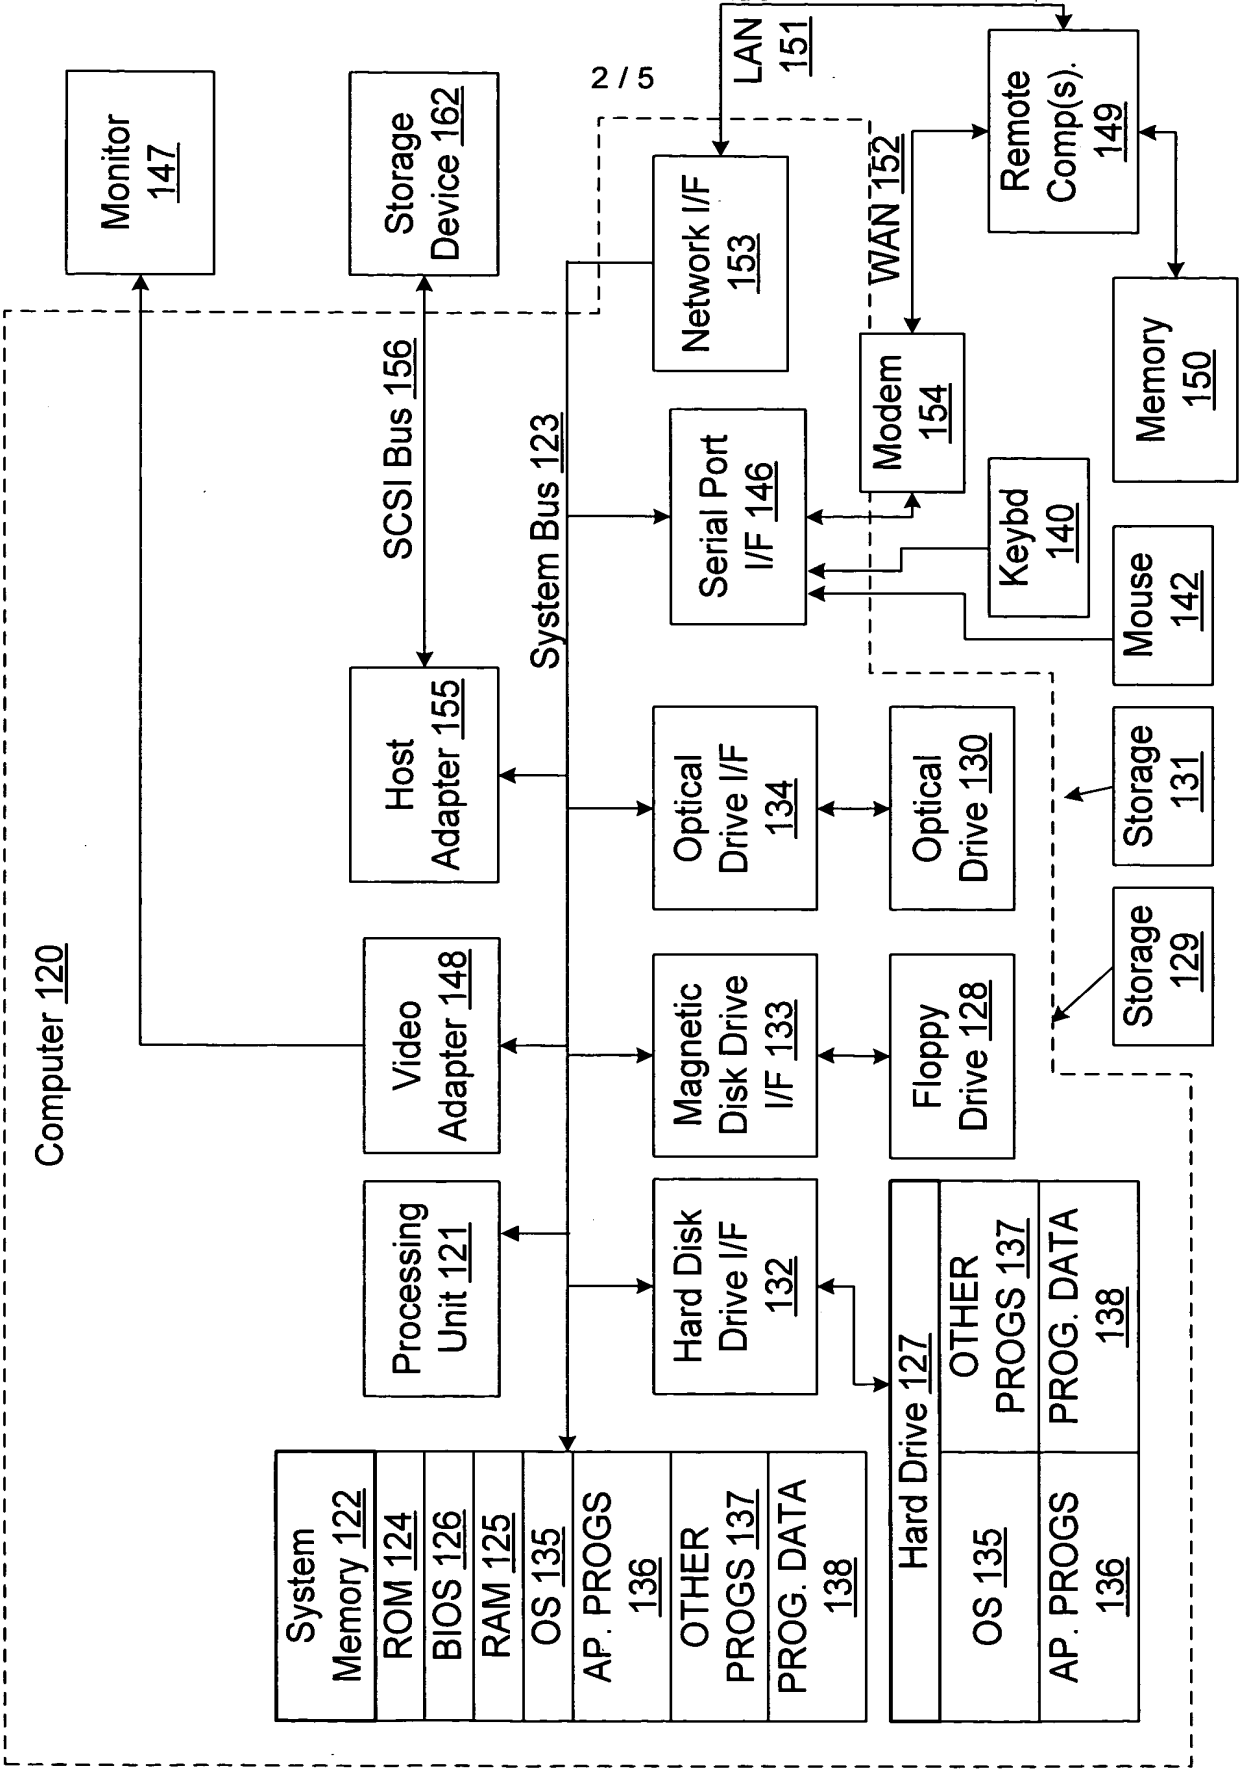 2 / 5
Computer 120
Monitor
147
Storage
Device 162
SCSI Bus 156
System
Memory 122
ROM 124
BIOS 126
RAM 125
OS 135
AP. PROGS
136
OTHER
PROGS 137
PROG. DATA
138
Processing
Unit 121
Video
Adapter 148
Host
Adapter 155
System Bus 123
Hard Disk
Drive I/F
132
Magnetic
Disk Drive
I/F 133
Optical
Drive I/F
134
Serial Port
I/F 146
Network I/F
153
LAN
151
Hard Drive 127
OS 135
OTHER
PROGS 137
AP. PROGS
136
PROG. DATA
138
Floppy
Drive 128
Optical
Drive 130
Modem
154
WAN 152
Remote
Comp(s).
149
Storage
129
Storage
131
Mouse
142
Keybd
140
Memory
150